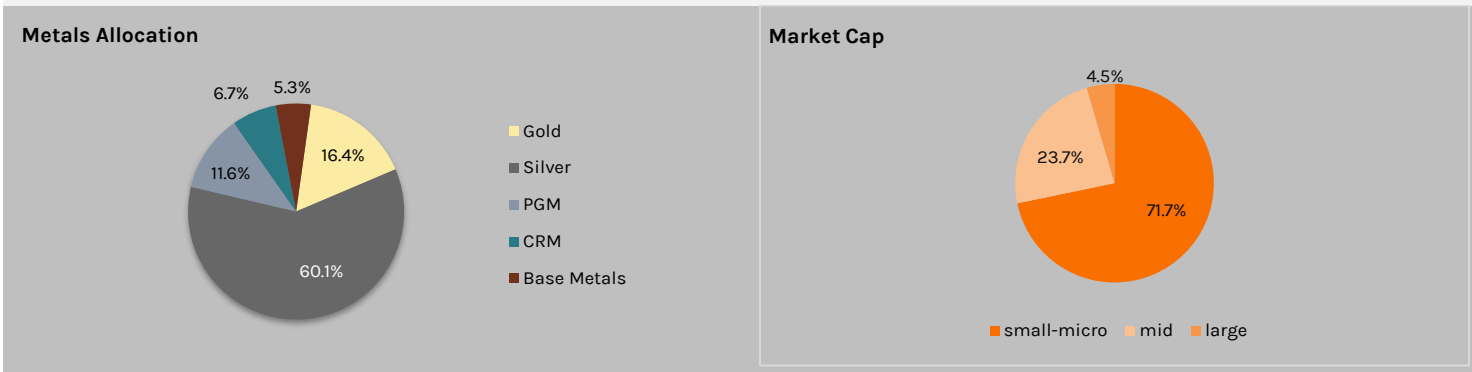 Metals Allocation
5.3%
6.7%
16.4%
11.6%
60.1%
Gold
Silver
PGM
CRM
Base Metals
Market Cap
4.5%
23.7%
71.7%
small-micro mid large